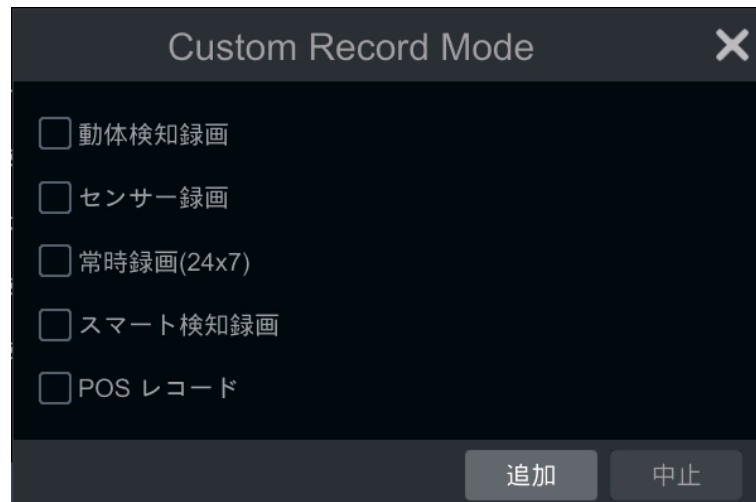 Custom Record Mode
動体検知録画
センサー録画
常時録画(24x7)
スマート検知録画
POS レコード
追加 中止